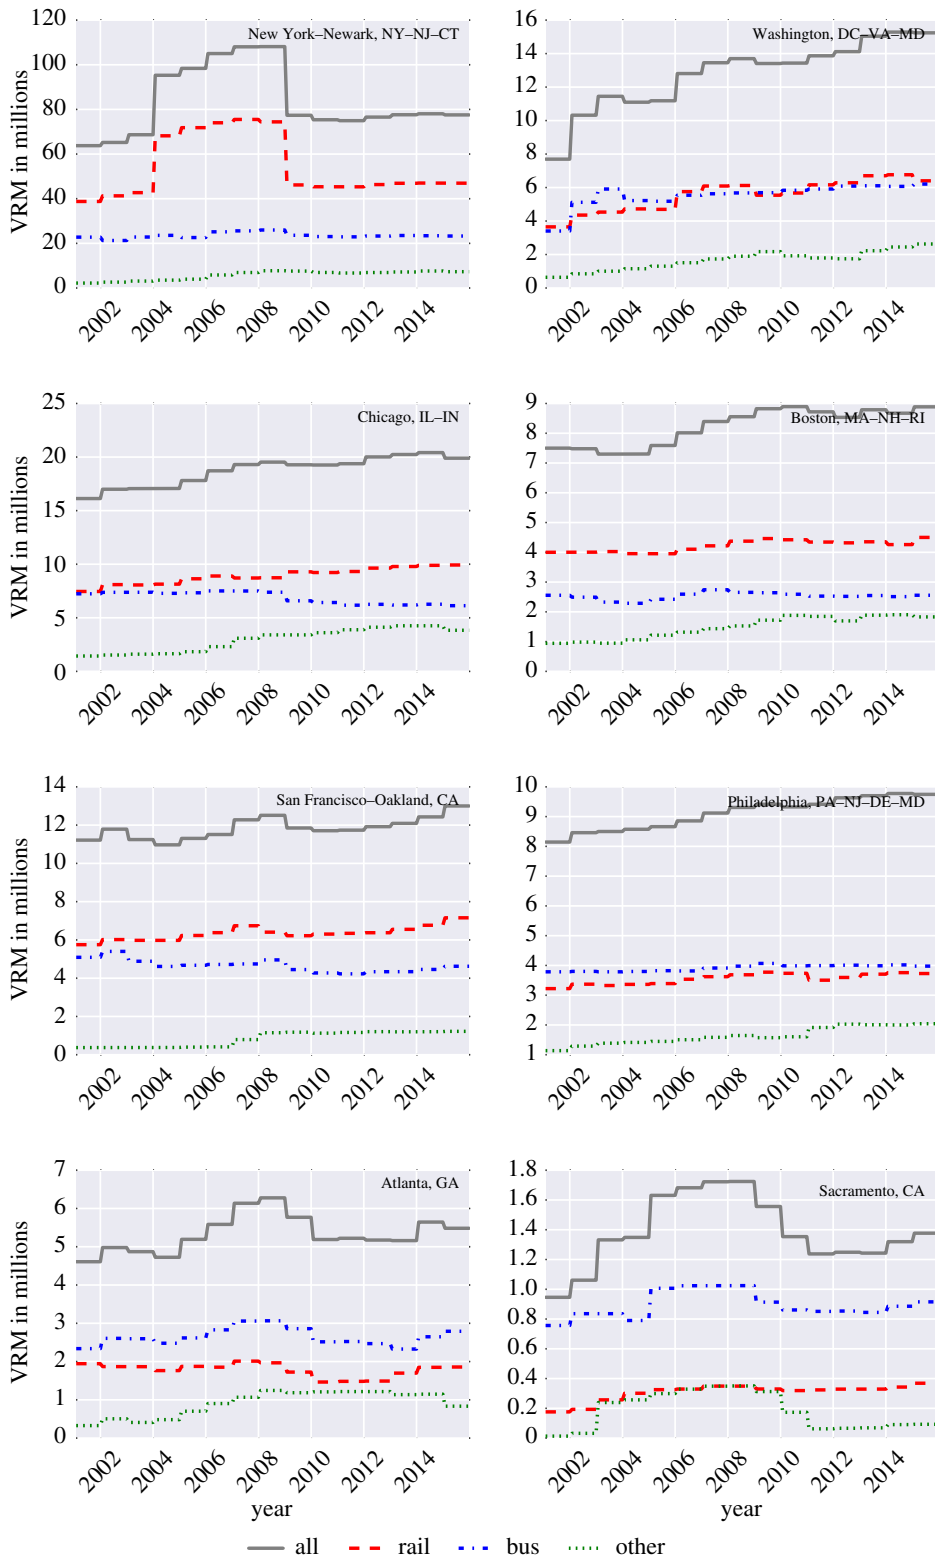 New York–Newark, NY–NJ–CT
VRM in millions
120
100
80
60
40
20
0
2002 2004 2006 2008 2010 2012 2014
Washington, DC–VA–MD
16
14
12
10
8
6
4
2
0
2002 2004 2006 2008 2010 2012 2014
Chicago, IL–IN
VRM in millions
25
20
15
10
5
0
2002 2004 2006 2008 2010 2012 2014
Boston, MA–NH–RI
9
8
7
6
5
4
3
2
1
0
2002 2004 2006 2008 2010 2012 2014
San Francisco–Oakland, CA
VRM in millions
14
12
10
8
6
4
2
0
2002 2004 2006 2008 2010 2012 2014
Philadelphia, PA–NJ–DE–MD
10
9
8
7
6
5
4
3
2
1
2002 2004 2006 2008 2010 2012 2014
Atlanta, GA
VRM in millions
7
6
5
4
3
2
1
0
2002 2004 2006 2008 2010 2012 2014
year
Sacramento, CA
1.8
1.6
1.4
1.2
1.0
0.8
0.6
0.4
0.2
0
2002 2004 2006 2008 2010 2012 2014
year
all rail bus other